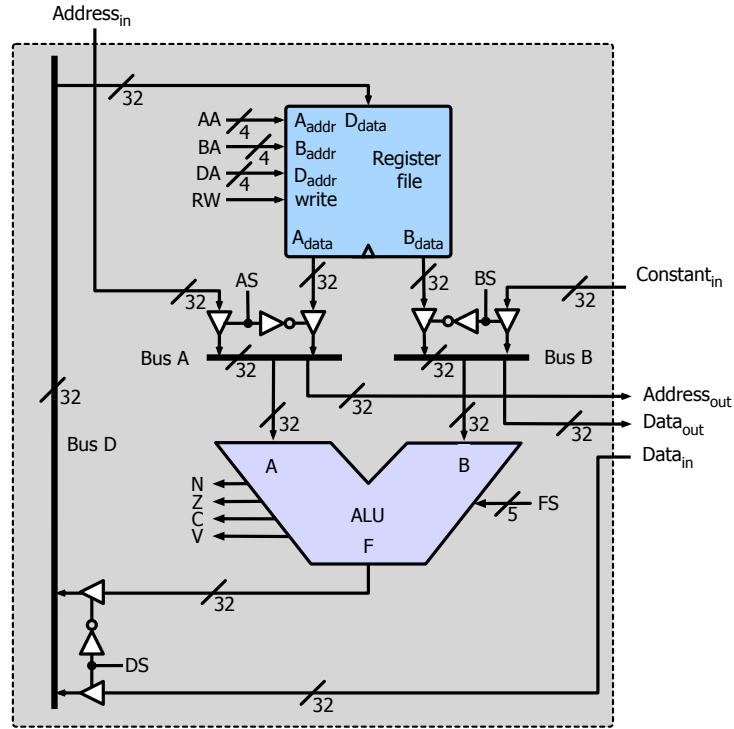 Address_in
32
AA
4
A_addr D_data
BA
4
B_addr
Register
file
DA
4
D_addr
RW
write
A_data
B_data
32
32
32
AS
BS
32
Constant_in
Bus A
32
32
Bus B
32
Address_out
32
32
32
Data_out
32
Bus D
Data_in
A
B
N
Z
C
V
ALU
F
5
FS
32
DS
32